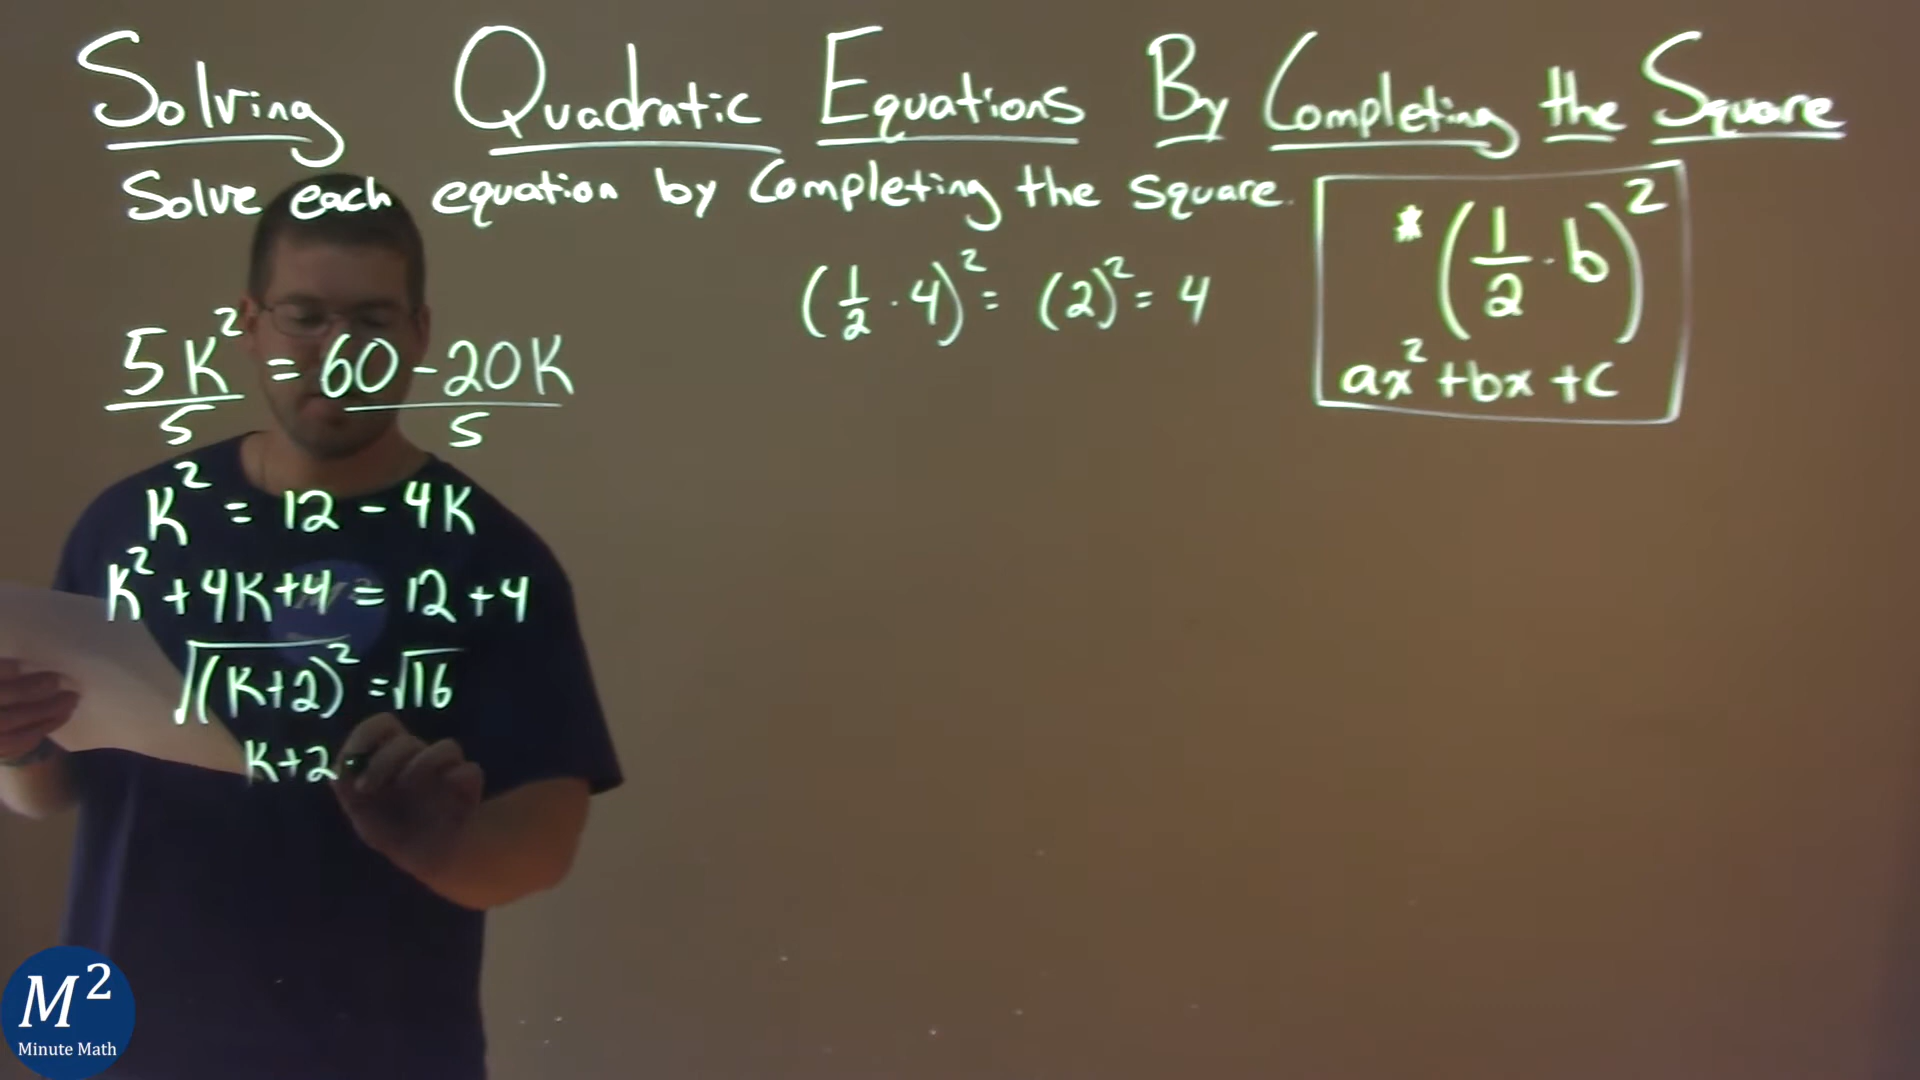 Solving Quadratic Equations By Completing the Square
Solve each equation by Completing the square.
* (1/2 · b)²
ax² + bx + c
(1/2 · 4)² = (2)² = 4
5K² = 60 - 20K
5 5
K² = 12 - 4K
K² + 4K + 4 = 12 + 4
√(K+2)² = √16
K+2
M²
M²
Minute Math